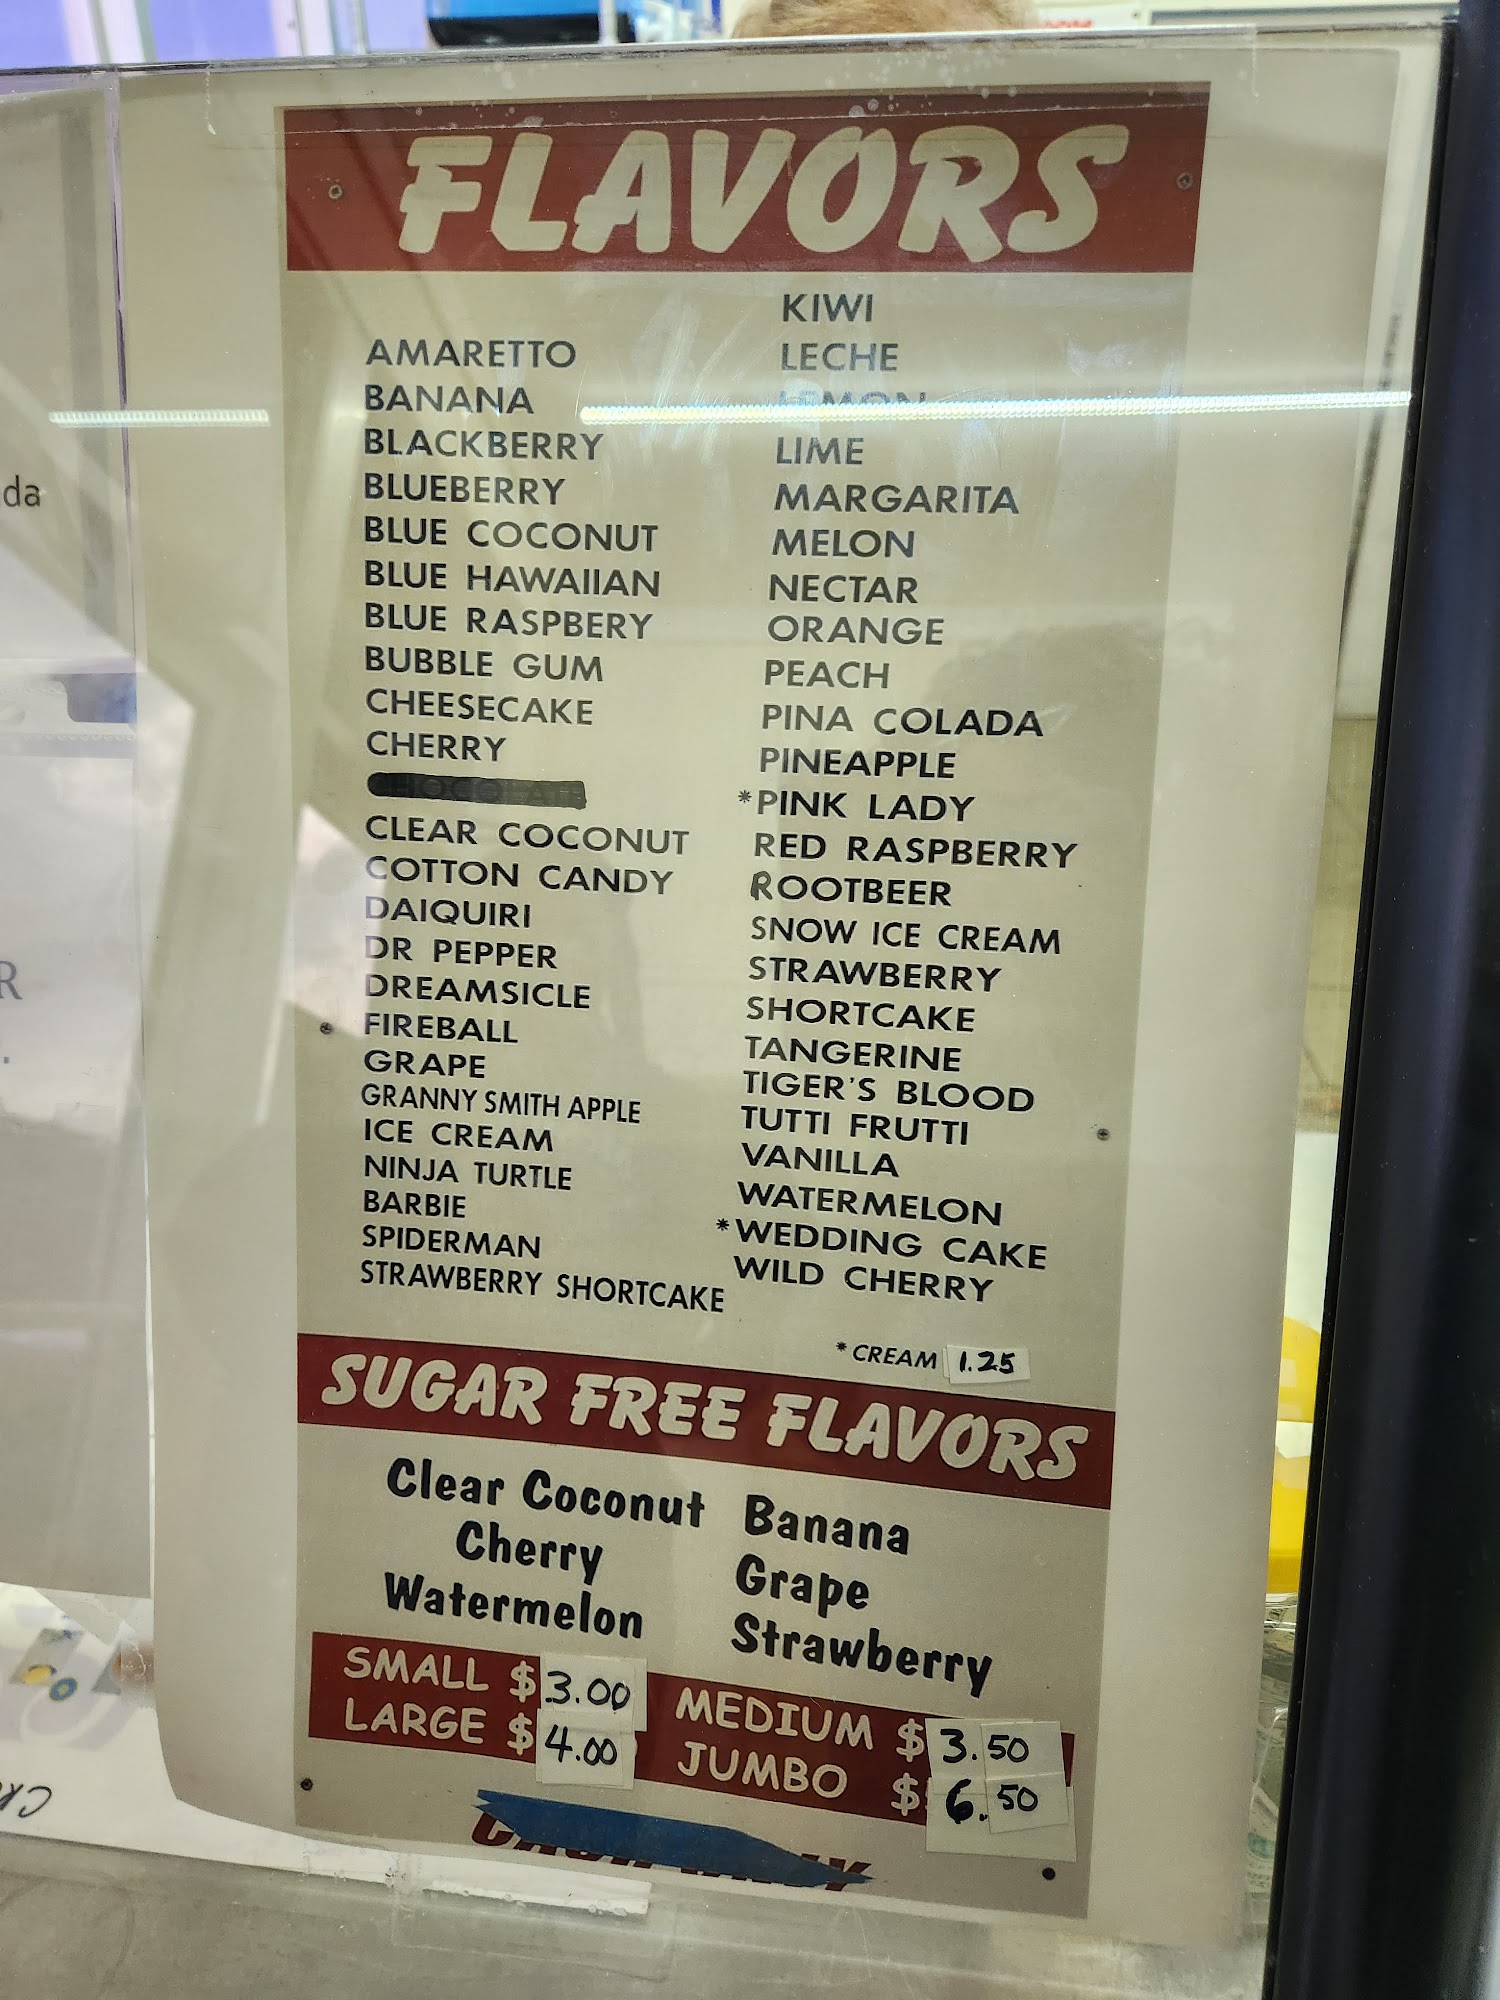 FLAVORS
AMARETTO
BANANA
BLACKBERRY
BLUEBERRY
BLUE COCONUT
BLUE HAWAIIAN
BLUE RASPBERY
BUBBLE GUM
CHEESECAKE
CHERRY
CHOCOLATE
CLEAR COCONUT
COTTON CANDY
DAIQUIRI
DR PEPPER
DREAMSICLE
FIREBALL
GRAPE
GRANNY SMITH APPLE
ICE CREAM
NINJA TURTLE
BARBIE
SPIDERMAN
STRAWBERRY SHORTCAKE
KIWI
LECHE
LEMON
LIME
MARGARITA
MELON
NECTAR
ORANGE
PEACH
PINA COLADA
PINEAPPLE
*PINK LADY
RED RASPBERRY
ROOTBEER
SNOW ICE CREAM
STRAWBERRY
SHORTCAKE
TANGERINE
TIGER'S BLOOD
TUTTI FRUTTI
VANILLA
WATERMELON
*WEDDING CAKE
WILD CHERRY
*CREAM 1.25
SUGAR FREE FLAVORS
Clear Coconut Banana
Cherry Grape
Watermelon Strawberry
SMALL $3.00 MEDIUM $3.50
LARGE $4.00 JUMBO $6.50
da
R